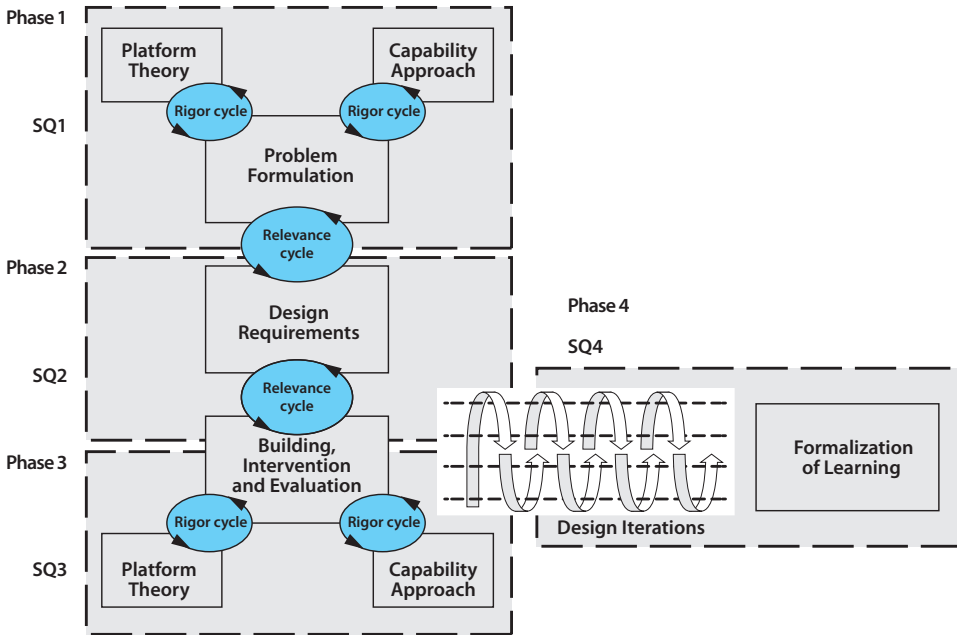 Phase 1
Platform
Theory
Capability
Approach
Rigor cycle
Rigor cycle
SQ1
Problem
Formulation
Relevance
cycle
Phase 2
Design
Requirements
SQ2
Relevance
cycle
Building,
Intervention
and Evaluation
Phase 3
Rigor cycle
Rigor cycle
SQ3
Platform
Theory
Capability
Approach
Phase 4
SQ4
Design Iterations
Formalization
of Learning